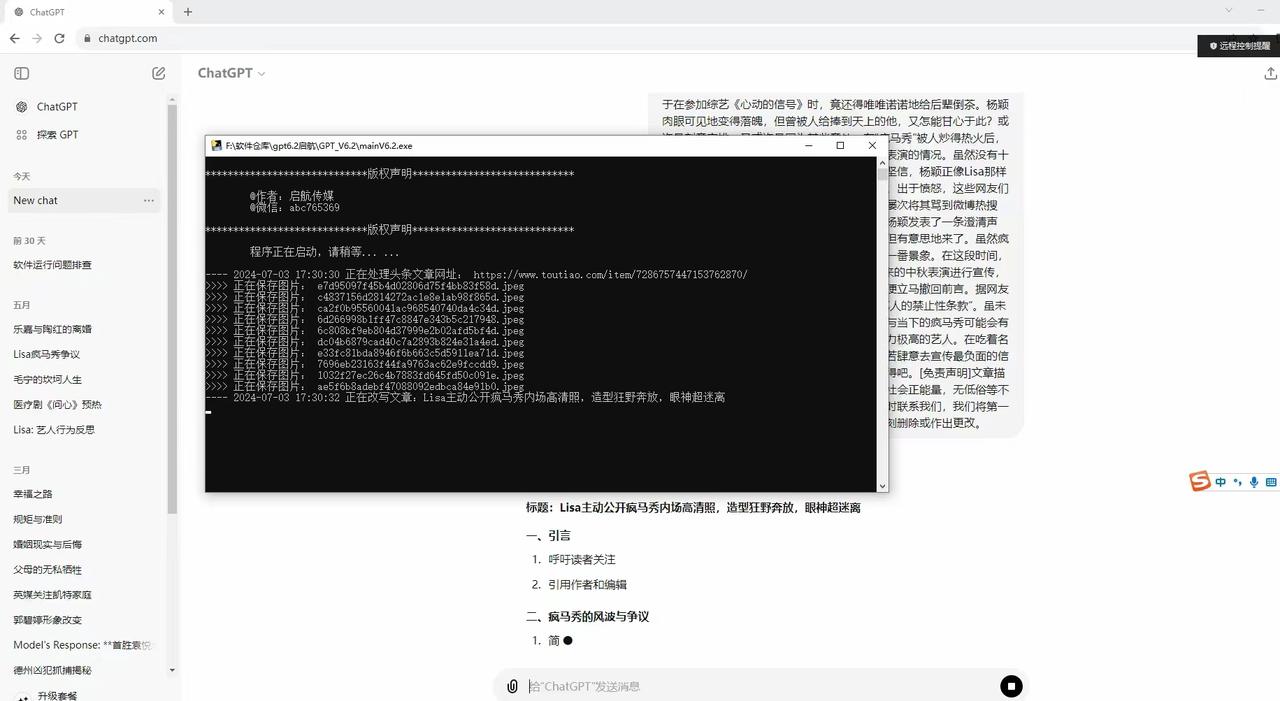 ChatGPT
chatgpt.com
远程控制提醒
ChatGPT
ChatGPT
探索 GPT
今天
New chat
前 30 天
软件运行问题排查
五月
乐嘉与陶红的离婚
Lisa疯马秀争议
毛宁的坎坷人生
医疗剧《问心》预热
Lisa: 艺人行为反思
三月
幸福之路
规矩与准则
婚姻现实与后悔
父母的无私牺牲
英媒关注凯特家庭
郭碧婷形象改变
Model's Response: **首胜袁悦
德州凶犯抓捕揭秘
升级套餐
于在参加综艺《心动的信号》时，竟还得唯唯诺诺地给后辈倒茶。杨颖
肉眼可见地变得落魄，但曾被人给捧到天上的他，又怎能甘心于此？或
马秀"被人炒得热火后，
表演的情况。虽然没有十
坚信，杨颖正像Lisa那样
出于愤怒，这些网友们
屡次将其骂到微博热搜
杨颖发表了一条澄清声
但有意思地来了。虽然疯
一番景象。在这段时间，
来的中秋表演进行宣传，
便立马撤回前言。据网友
人的禁止性条款"。虽未
与当下的疯马秀可能会有
力极高的艺人。在吃着名
若肆意去宣传最负面的信
得吧。[免责声明]文章描
社会正能量，无低俗等不
时联系我们，我们将第一
刻删除或作出更改。
F:\软件仓库\gpt6.2启航\GPT_V6.2\mainV6.2.exe
*****************************版权声明*****************************
@作者：启航传媒
@微信：abc765369
*****************************版权声明*****************************
程序正在启动，请稍等... ...
---- 2024-07-03 17:30:30 正在处理头条文章网址： https://www.toutiao.com/item/7286757447153762870/
>>>> 正在保存图片： e7d95097f45b4d02806d75f4bb83f58d.jpeg
>>>> 正在保存图片： c4837156d2814272ac1e8e1ab98f865d.jpeg
>>>> 正在保存图片： ca2f0b95560041ac968540740da4c34d.jpeg
>>>> 正在保存图片： 6d266998b1ff47c8847e343b5c217948.jpeg
>>>> 正在保存图片： 6c808bf9eb804d37999e2b02afd5bf4d.jpeg
>>>> 正在保存图片： dc04b6879cad40c7a2893b824e31a4ed.jpeg
>>>> 正在保存图片： e33fc81bda8946f6b663c5d5911ea71d.jpeg
>>>> 正在保存图片： 7696eb23163f44fa9763ac62e9fccdd9.jpeg
>>>> 正在保存图片： 1032f27ec26c4b7883fd645fd50c091e.jpeg
>>>> 正在保存图片： ae5f6b8adebf47088092edbca84e91b0.jpeg
---- 2024-07-03 17:30:32 正在改写文章：Lisa主动公开疯马秀内场高清照，造型狂野奔放，眼神超迷离
标题：Lisa主动公开疯马秀内场高清照，造型狂野奔放，眼神超迷离
一、引言
1. 呼吁读者关注
2. 引用作者和编辑
二、疯马秀的风波与争议
1. 简
给"ChatGPT"发送消息
中